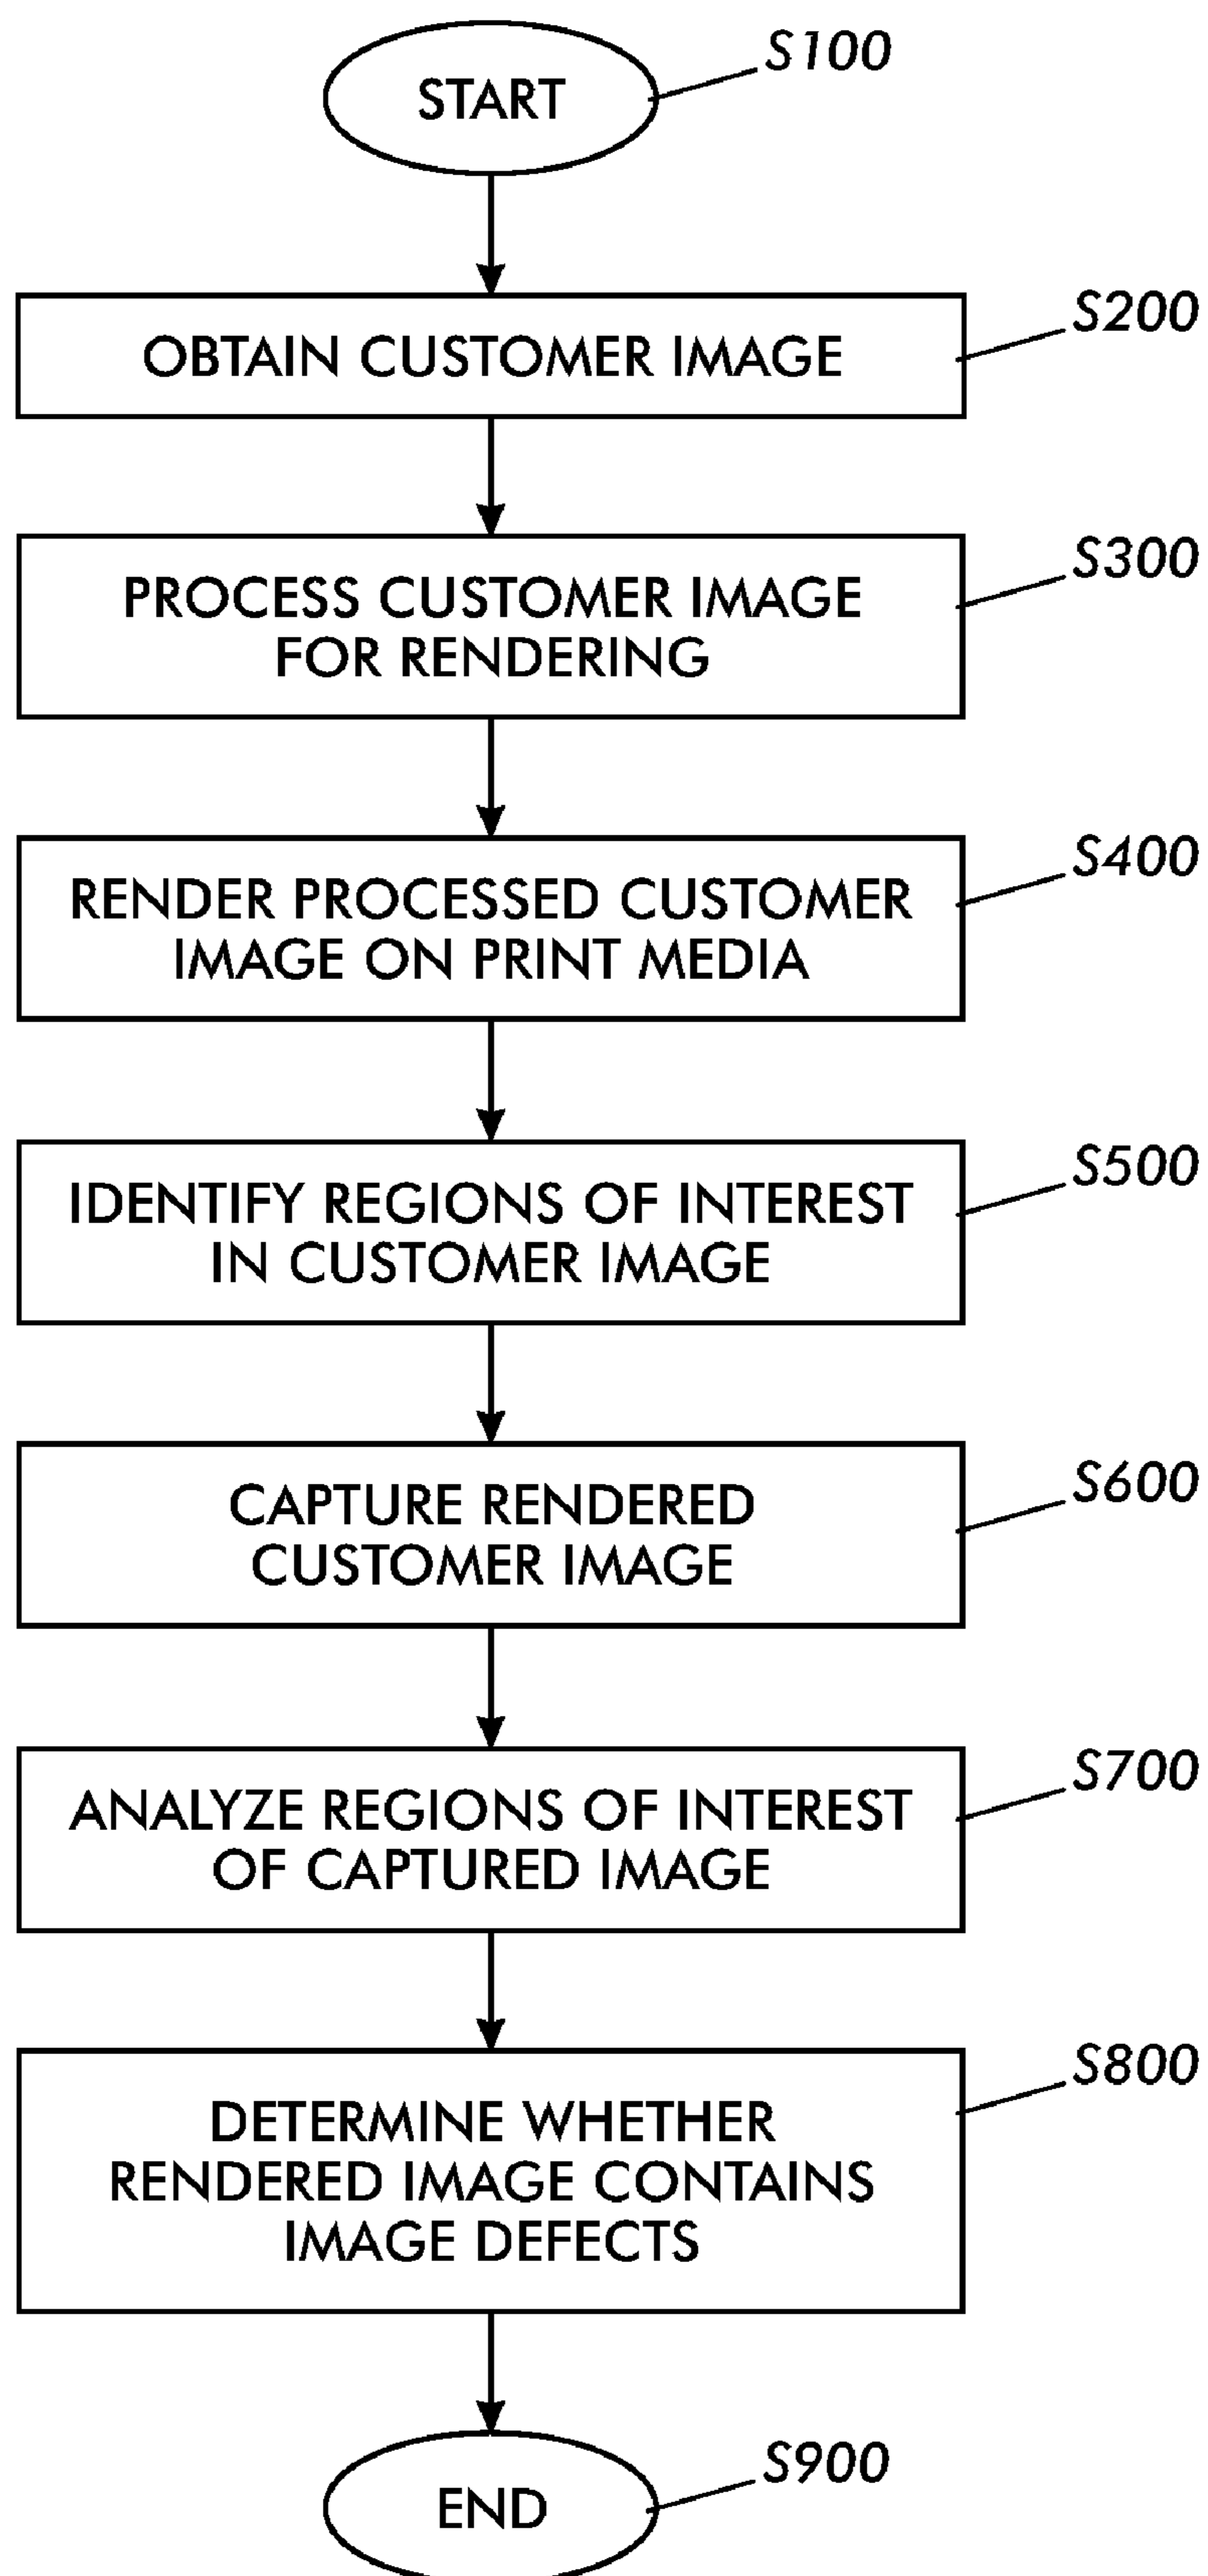 START
S100
OBTAIN CUSTOMER IMAGE
S200
PROCESS CUSTOMER IMAGE
FOR RENDERING
S300
RENDER PROCESSED CUSTOMER
IMAGE ON PRINT MEDIA
S400
IDENTIFY REGIONS OF INTEREST
IN CUSTOMER IMAGE
S500
CAPTURE RENDERED
CUSTOMER IMAGE
S600
ANALYZE REGIONS OF INTEREST
OF CAPTURED IMAGE
S700
DETERMINE WHETHER
RENDERED IMAGE CONTAINS
IMAGE DEFECTS
S800
END
S900